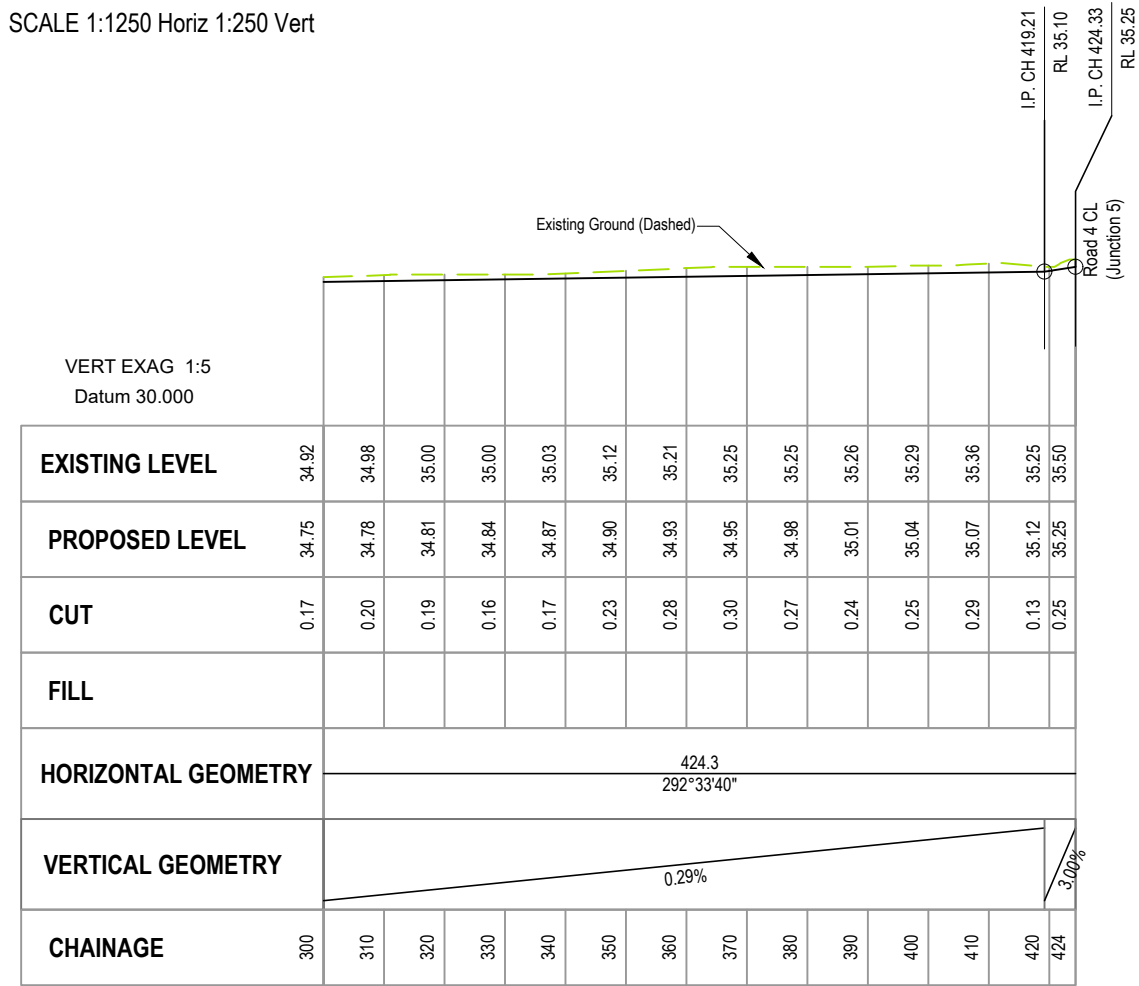 SCALE 1:1250 Horiz 1:250 Vert
I.P. CH 419.21
RL 35.10
I.P. CH 424.33
RL 35.25
Existing Ground (Dashed)
Road 4 CL
(Junction 5)
VERT EXAG 1:5
Datum 30.000
EXISTING LEVEL 34.92 34.98 35.00 35.00 35.03 35.12 35.21 35.25 35.25 35.26 35.29 35.36 35.25 35.50
PROPOSED LEVEL 34.75 34.78 34.81 34.84 34.87 34.90 34.93 34.95 34.98 35.01 35.04 35.07 35.12 35.25
CUT 0.17 0.20 0.19 0.16 0.17 0.23 0.28 0.30 0.27 0.24 0.25 0.29 0.13 0.25
FILL
HORIZONTAL GEOMETRY 424.3
292°33'40"
VERTICAL GEOMETRY 0.29% 3.00%
CHAINAGE 300 310 320 330 340 350 360 370 380 390 400 410 420 424